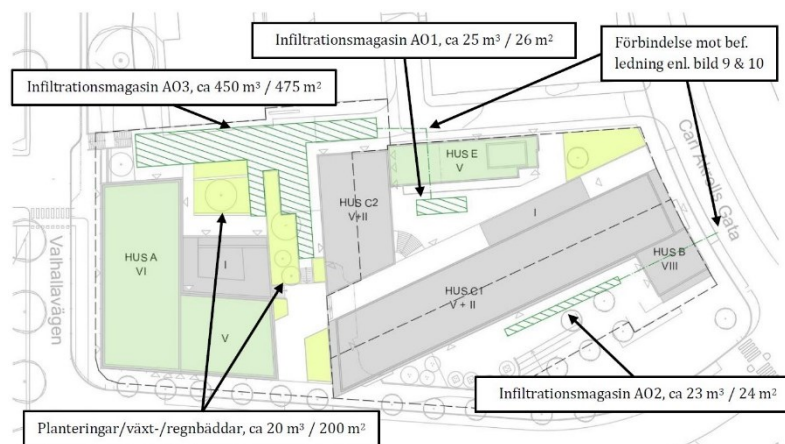 Infiltrationsmagasin AO1, ca 25 m³ / 26 m²
Förbindelse mot bef.
ledning enl. bild 9 & 10
Infiltrationsmagasin AO3, ca 450 m³ / 475 m²
HUS E
V
Carl Alvells Gata
HUS C2
V+II
HUS A
VI
I
I
HUS B
VIII
Valhallavägen
HUS C1
V + II
V
Infiltrationsmagasin AO2, ca 23 m³ / 24 m²
Planteringar/växt-/regnbäddar, ca 20 m³ / 200 m²